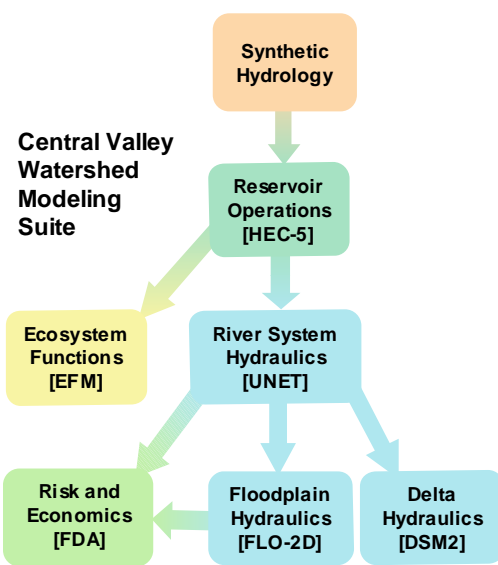 Synthetic
Hydrology
Central Valley
Watershed
Modeling
Suite
Reservoir
Operations
[HEC-5]
Ecosystem
Functions
[EFM]
River System
Hydraulics
[UNET]
Risk and
Economics
[FDA]
Floodplain
Hydraulics
[FLO-2D]
Delta
Hydraulics
[DSM2]